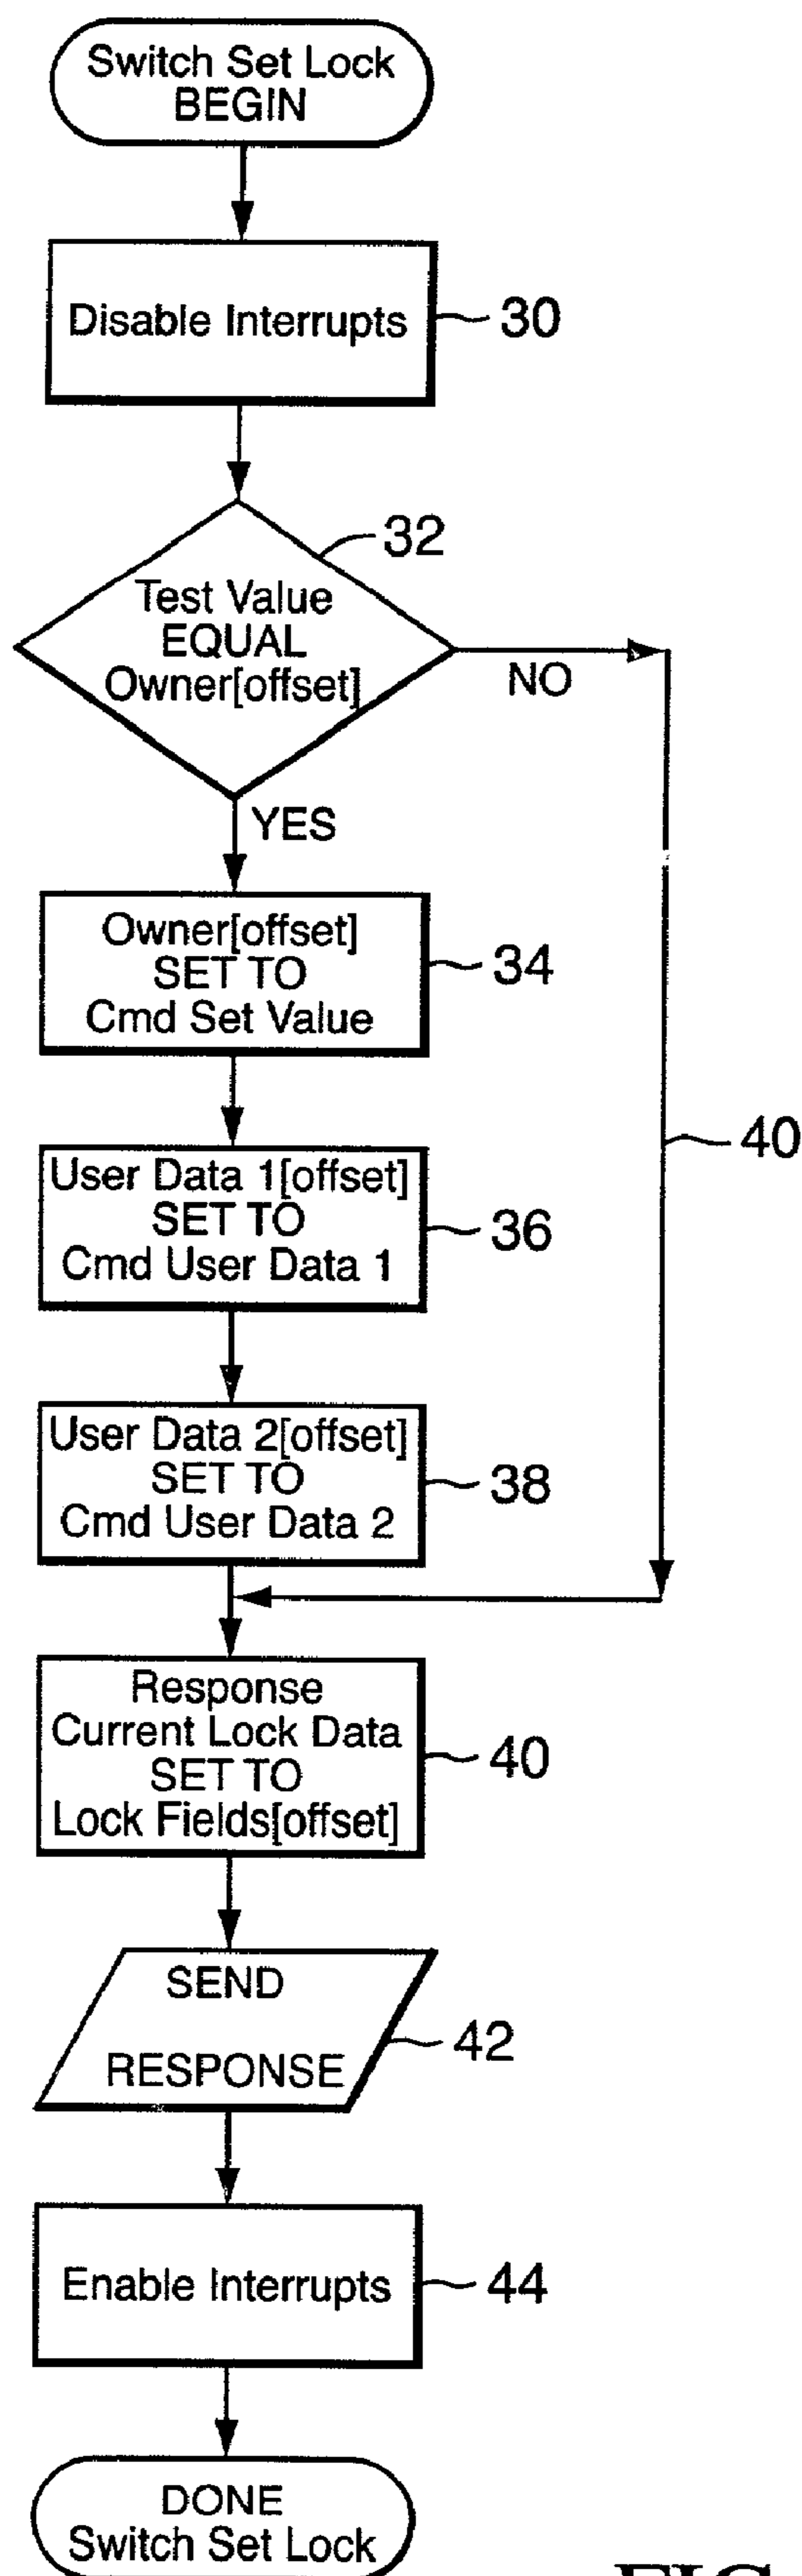 Switch Set Lock
BEGIN
Disable Interrupts
30
32
Test Value
EQUAL
Owner[offset]
NO
YES
Owner[offset]
SET TO
Cmd Set Value
34
40
User Data 1[offset]
SET TO
Cmd User Data 1
36
User Data 2[offset]
SET TO
Cmd User Data 2
38
Response
Current Lock Data
SET TO
Lock Fields[offset]
40
SEND
RESPONSE
42
Enable Interrupts
44
DONE
Switch Set Lock